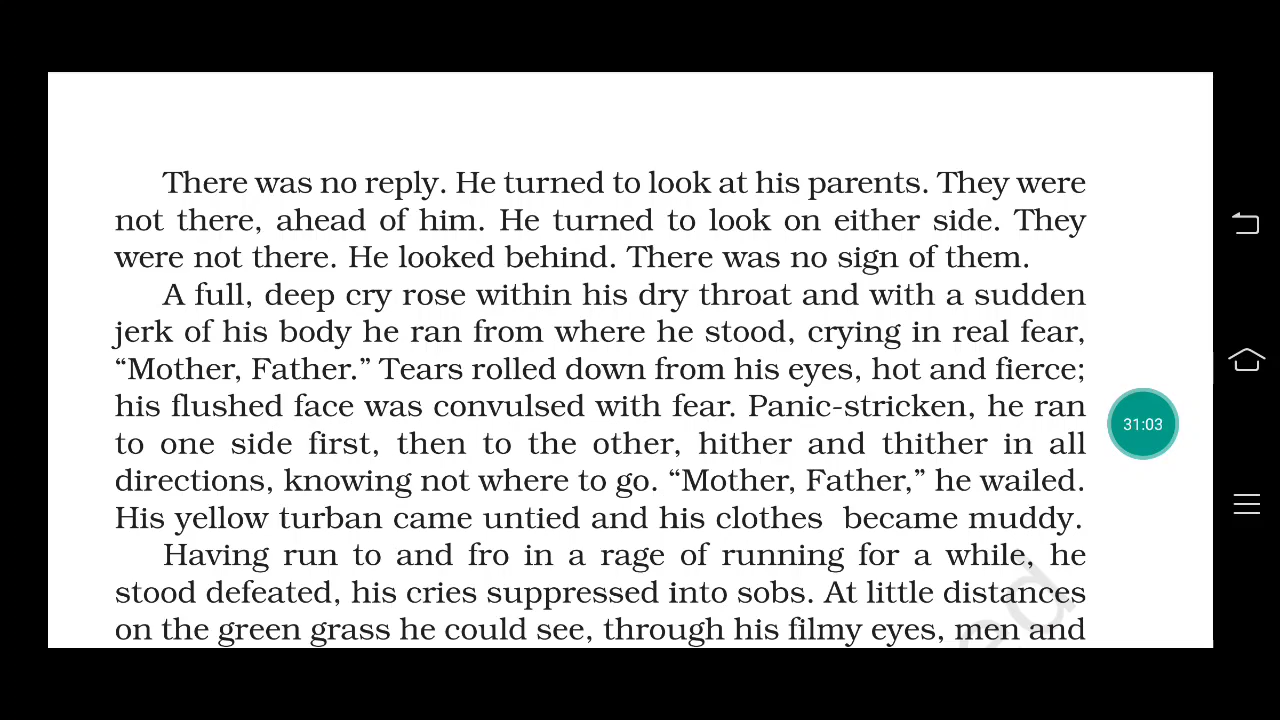 There was no reply. He turned to look at his parents. They were
not there, ahead of him. He turned to look on either side. They
were not there. He looked behind. There was no sign of them.
A full, deep cry rose within his dry throat and with a sudden
jerk of his body he ran from where he stood, crying in real fear,
“Mother, Father.” Tears rolled down from his eyes, hot and fierce;
his flushed face was convulsed with fear. Panic-stricken, he ran
to one side first, then to the other, hither and thither in all
directions, knowing not where to go. “Mother, Father,” he wailed.
His yellow turban came untied and his clothes became muddy.
Having run to and fro in a rage of running for a while, he
stood defeated, his cries suppressed into sobs. At little distances
on the green grass he could see, through his filmy eyes, men and
31:03